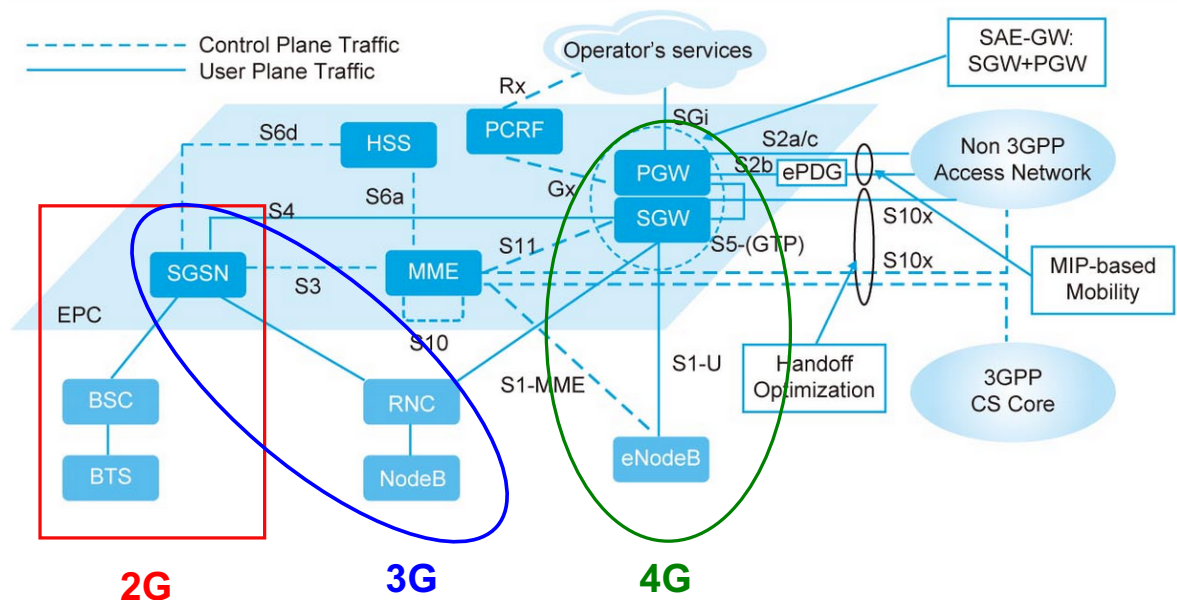 Control Plane Traffic
User Plane Traffic
Operator's services
SAE-GW:
SGW+PGW
Rx
SGi
S6d
HSS
PCRF
S2a/c
S2b
ePDG
Non 3GPP
Access Network
PGW
Gx
S6a
S4
SGW
S10x
S11
S5-(GTP)
SGSN
MME
S10x
S3
MIP-based
Mobility
EPC
S10
S1-U
Handoff
Optimization
S1-MME
3GPP
CS Core
BSC
RNC
eNodeB
BTS
NodeB
2G
3G
4G